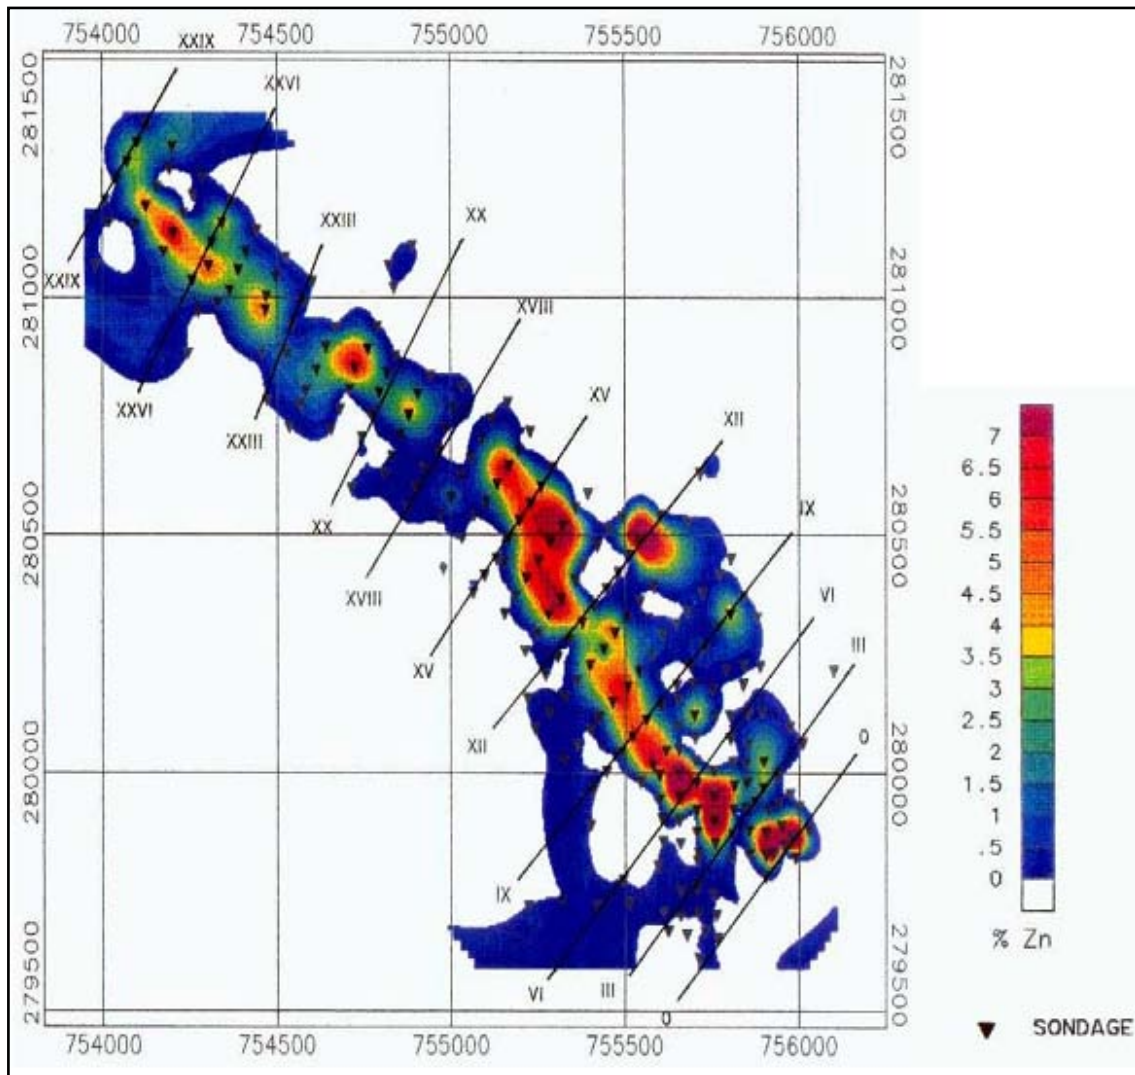 754000 754500 755000 755500 756000
XXIX
XXVI
281500
281500
XXIII
XX
XXIX
281000
281000
XVIII
XXVI
XXIII
XV
XII
XX
IX
280500
280500
XVIII
VI
XV
III
XII
0
280000
280000
IX
VI
III
0
279500
279500
754000 754500 755000 755500 756000
7
6.5
6
5.5
5
4.5
4
3.5
3
2.5
2
1.5
1
.5
0
% Zn
SONDAGE